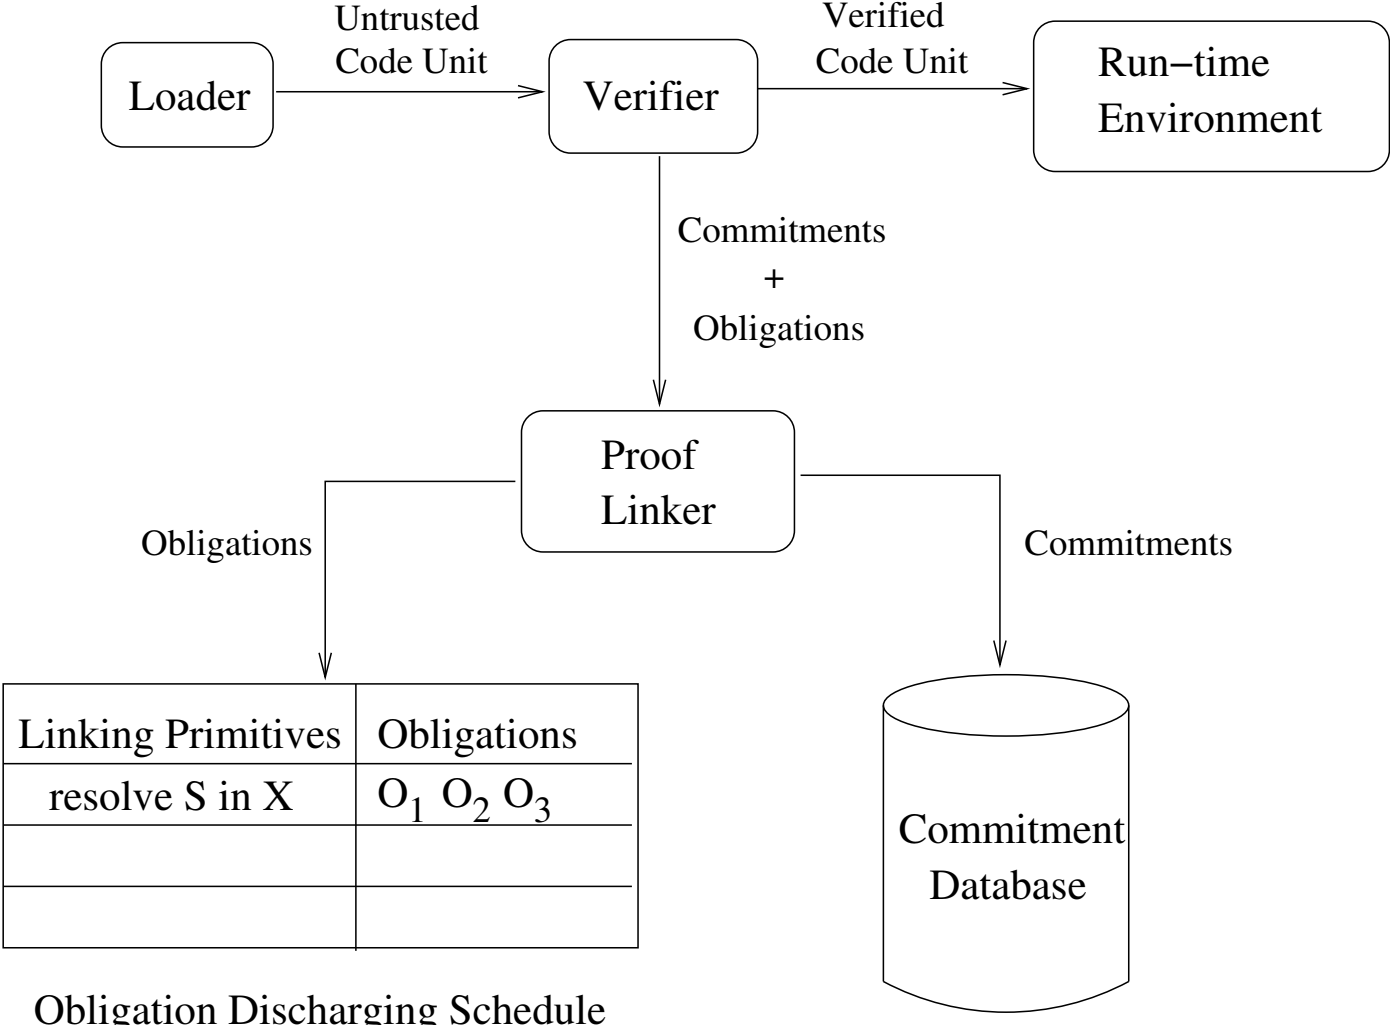 Untrusted
Code Unit
Verified
Code Unit
Loader
Verifier
Run−time
Environment
Commitments
+
Obligations
Proof
Linker
Obligations
Commitments
Linking Primitives Obligations
resolve S in X O1 O2 O3
Commitment
Database
Obligation Discharging Schedule